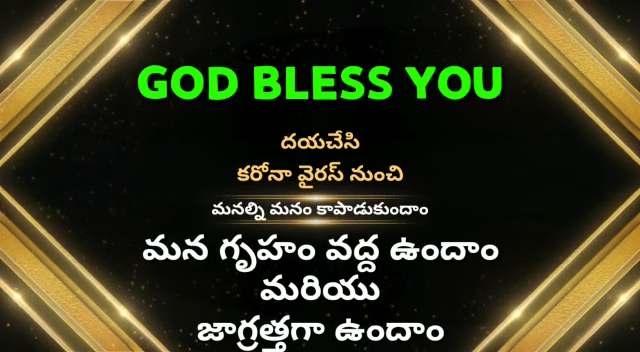 GOD BLESS YOU
దయచేసి
కరోనా వైరస్ నుంచి
మనల్ని మనం కాపాడుకుందాం
మన గృహం వద్ద ఉందాం
మరియు
జాగ్రత్తగా ఉందాం